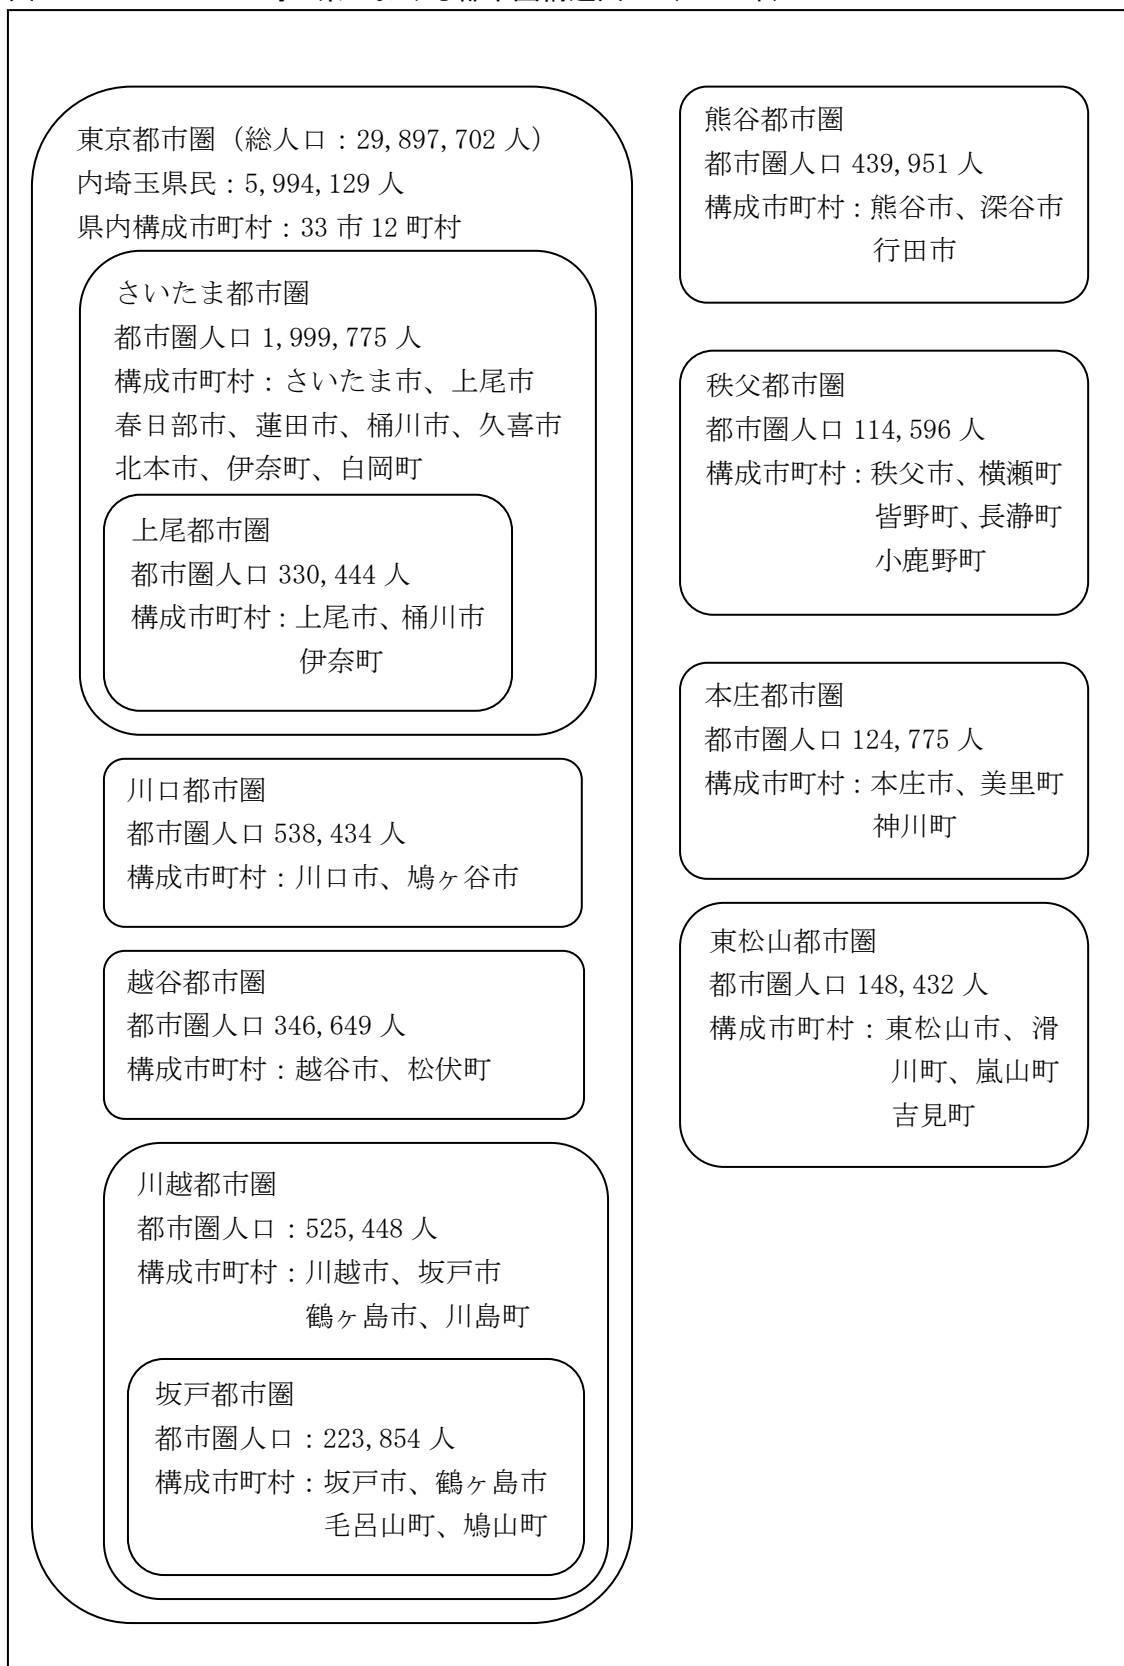 東京都市圏（総人口：29,897,702 人）
内埼玉県民：5,994,129 人
県内構成市町村：33 市 12 町村
さいたま都市圏
都市圏人口 1,999,775 人
構成市町村：さいたま市、上尾市
春日部市、蓮田市、桶川市、久喜市
北本市、伊奈町、白岡町
上尾都市圏
都市圏人口 330,444 人
構成市町村：上尾市、桶川市
伊奈町
川口都市圏
都市圏人口 538,434 人
構成市町村：川口市、鳩ヶ谷市
越谷都市圏
都市圏人口 346,649 人
構成市町村：越谷市、松伏町
川越都市圏
都市圏人口：525,448 人
構成市町村：川越市、坂戸市
鶴ヶ島市、川島町
坂戸都市圏
都市圏人口：223,854 人
構成市町村：坂戸市、鶴ヶ島市
毛呂山町、鳩山町
熊谷都市圏
都市圏人口 439,951 人
構成市町村：熊谷市、深谷市
行田市
秩父都市圏
都市圏人口 114,596 人
構成市町村：秩父市、横瀬町
皆野町、長瀞町
小鹿野町
本庄都市圏
都市圏人口 124,775 人
構成市町村：本庄市、美里町
神川町
東松山都市圏
都市圏人口 148,432 人
構成市町村：東松山市、滑
川町、嵐山町
吉見町